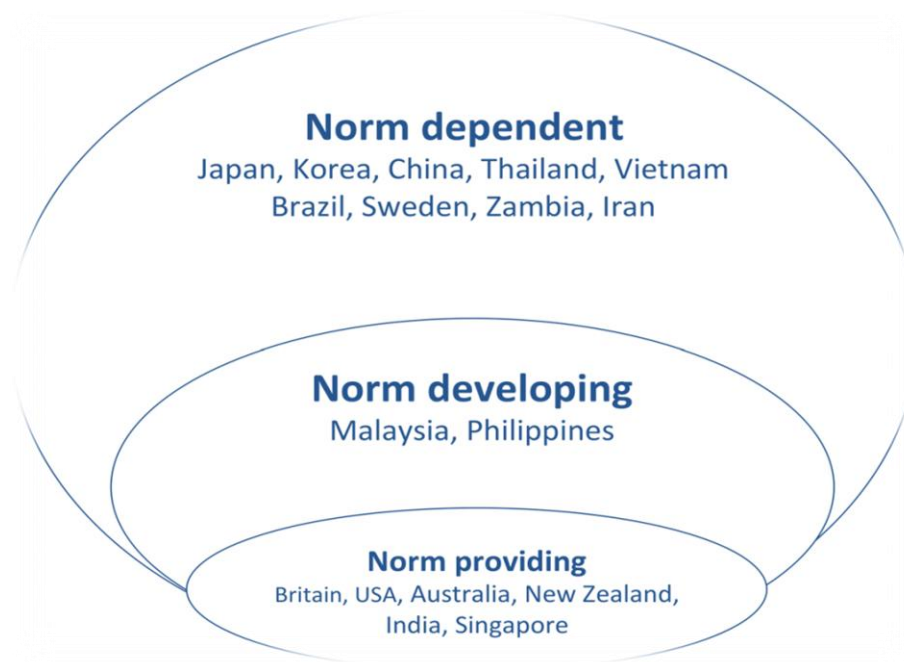 Norm dependent
Japan, Korea, China, Thailand, Vietnam
Brazil, Sweden, Zambia, Iran
Norm developing
Malaysia, Philippines
Norm providing
Britain, USA, Australia, New Zealand,
India, Singapore